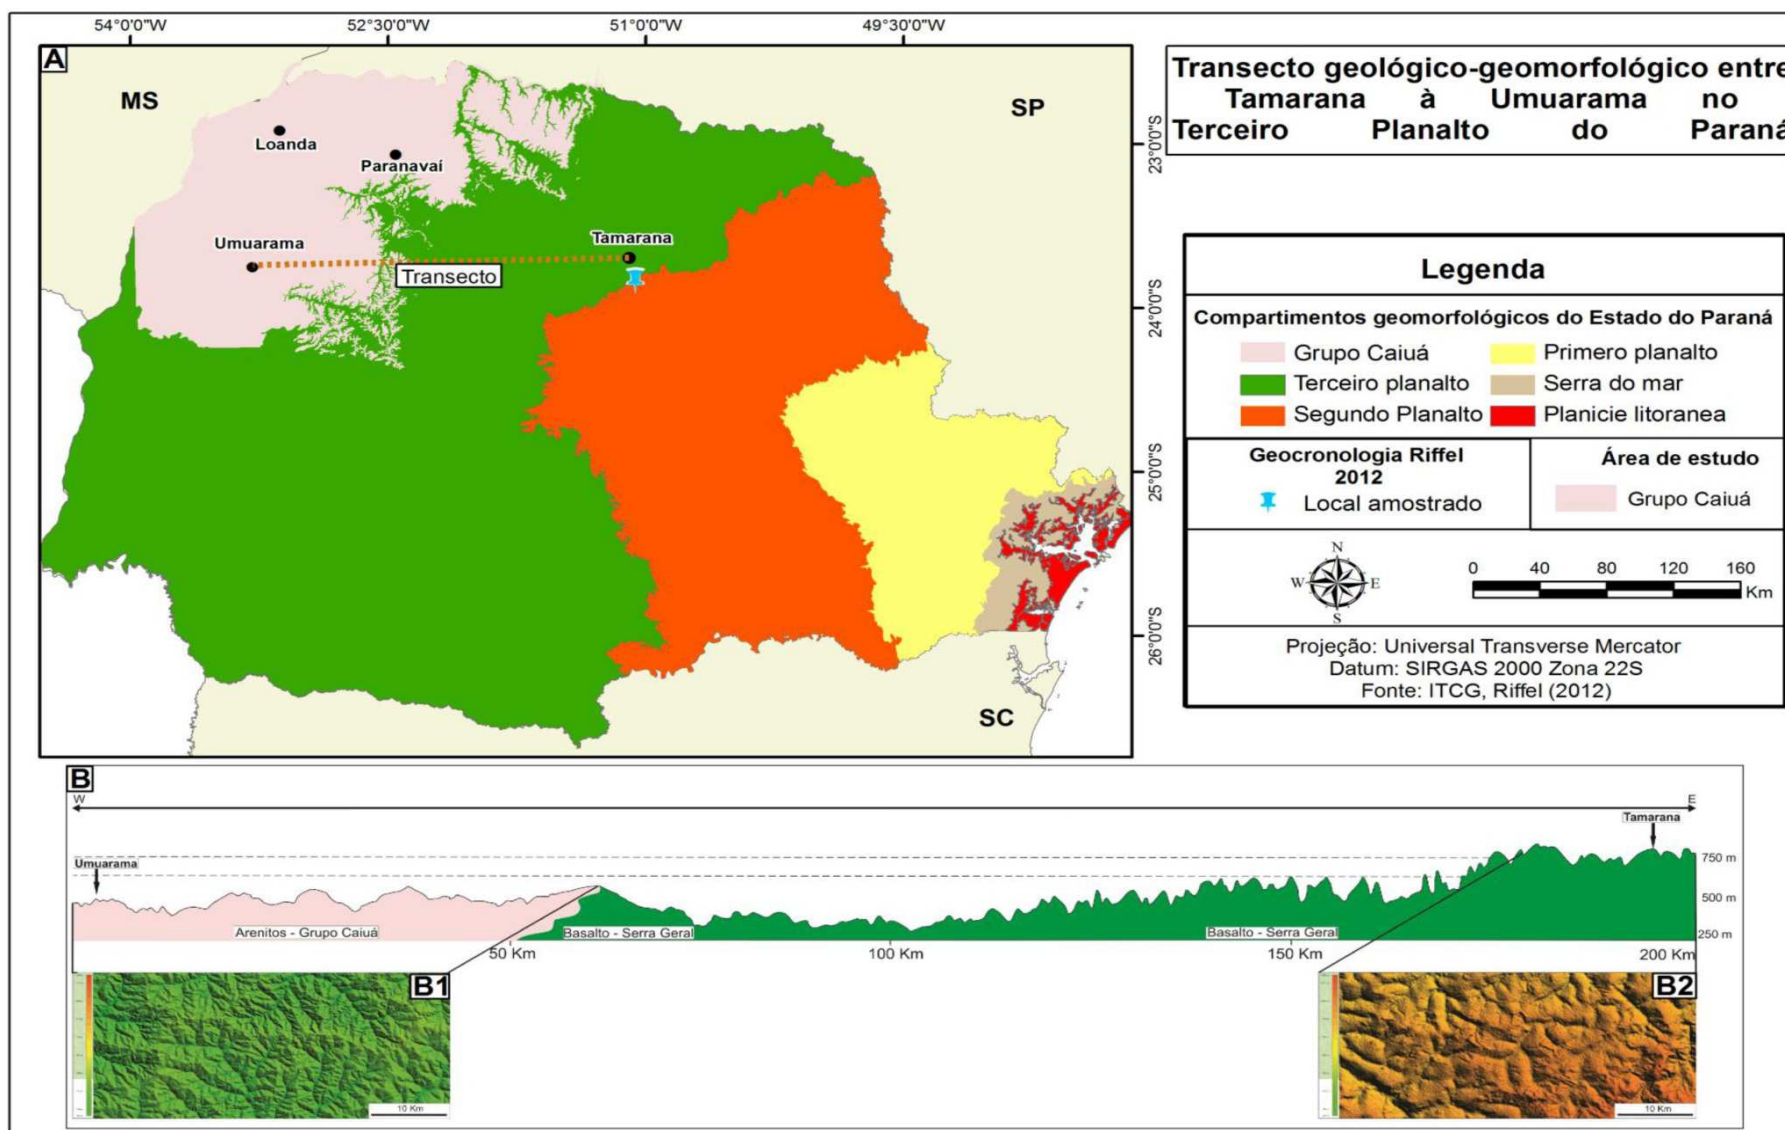 54°0'0"W 52°30'0"W 51°0'0"W 49°30'0"W
A
MS
SP
Loanda
Paranavaí
Umuarama
Tamarana
Transecto
SC
23°0'0"S
24°0'0"S
25°0'0"S
26°0'0"S
Transecto geológico-geomorfológico entre
Tamarana à Umuarama no
Terceiro Planalto do Paraná
Legenda
Compartimentos geomorfológicos do Estado do Paraná
Grupo Caiuá Primero planalto
Terceiro planalto Serra do mar
Segundo Planalto Planicie litoranea
Geocronologia Riffel
2012
Local amostrado
Área de estudo
Grupo Caiuá
N
W E
S
0 40 80 120 160
Km
Projeção: Universal Transverse Mercator
Datum: SIRGAS 2000 Zona 22S
Fonte: ITCG, Riffel (2012)
B
W E
Umuarama
Tamarana
750 m
500 m
250 m
Arenitos - Grupo Caiuá Basalto - Serra Geral Basalto - Serra Geral
50 Km 100 Km 150 Km 200 Km
B1
10 Km
B2
10 Km